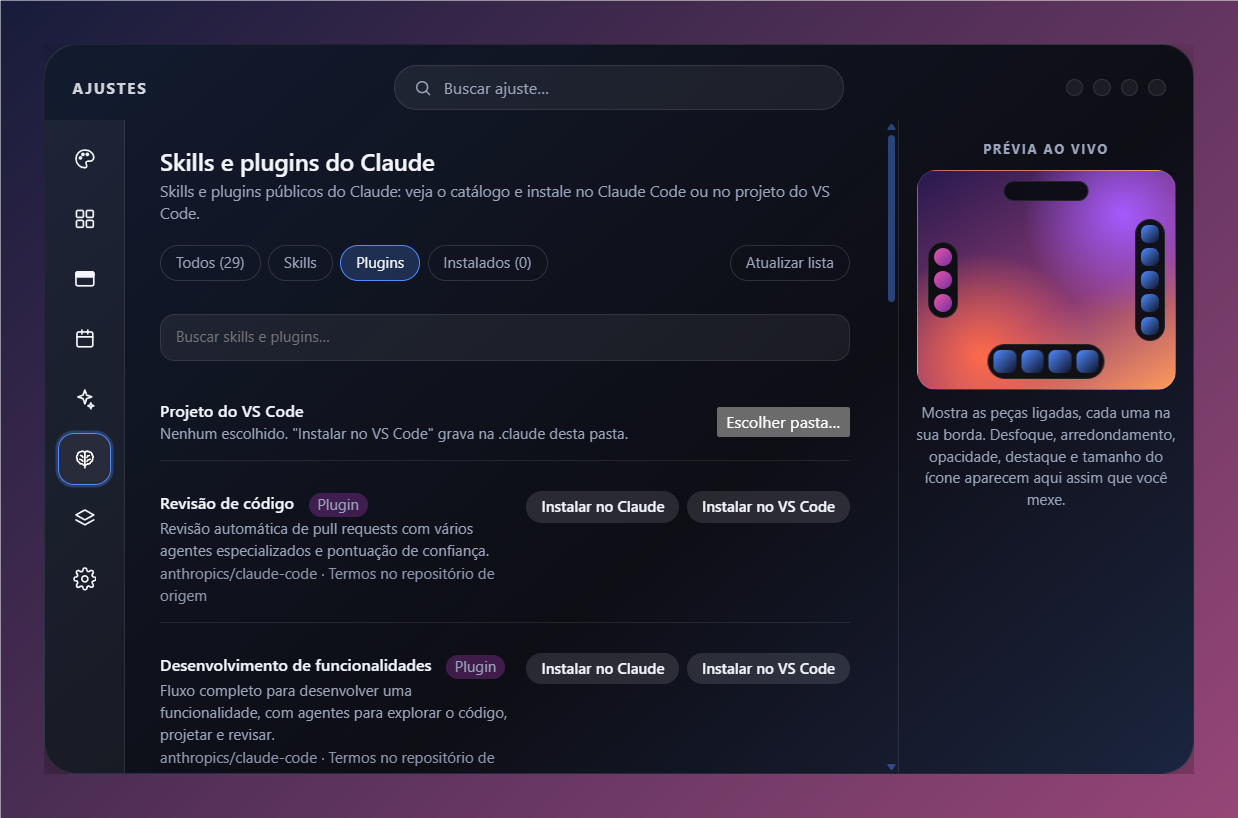 AJUSTES
Buscar ajuste...
Skills e plugins do Claude
Skills e plugins públicos do Claude: veja o catálogo e instale no Claude Code ou no projeto do VS
Code.
Todos (29)
Skills
Plugins
Instalados (0)
Atualizar lista
Buscar skills e plugins...
Projeto do VS Code
Nenhum escolhido. "Instalar no VS Code" grava na .claude desta pasta.
Escolher pasta...
Revisão de código
Plugin
Instalar no Claude
Instalar no VS Code
Revisão automática de pull requests com vários
agentes especializados e pontuação de confiança.
anthropics/claude-code · Termos no repositório de
origem
Desenvolvimento de funcionalidades
Plugin
Instalar no Claude
Instalar no VS Code
Fluxo completo para desenvolver uma
funcionalidade, com agentes para explorar o código,
projetar e revisar.
anthropics/claude-code · Termos no repositório de
PRÉVIA AO VIVO
Mostra as peças ligadas, cada uma na
sua borda. Desfoque, arredondamento,
opacidade, destaque e tamanho do
ícone aparecem aqui assim que você
mexe.